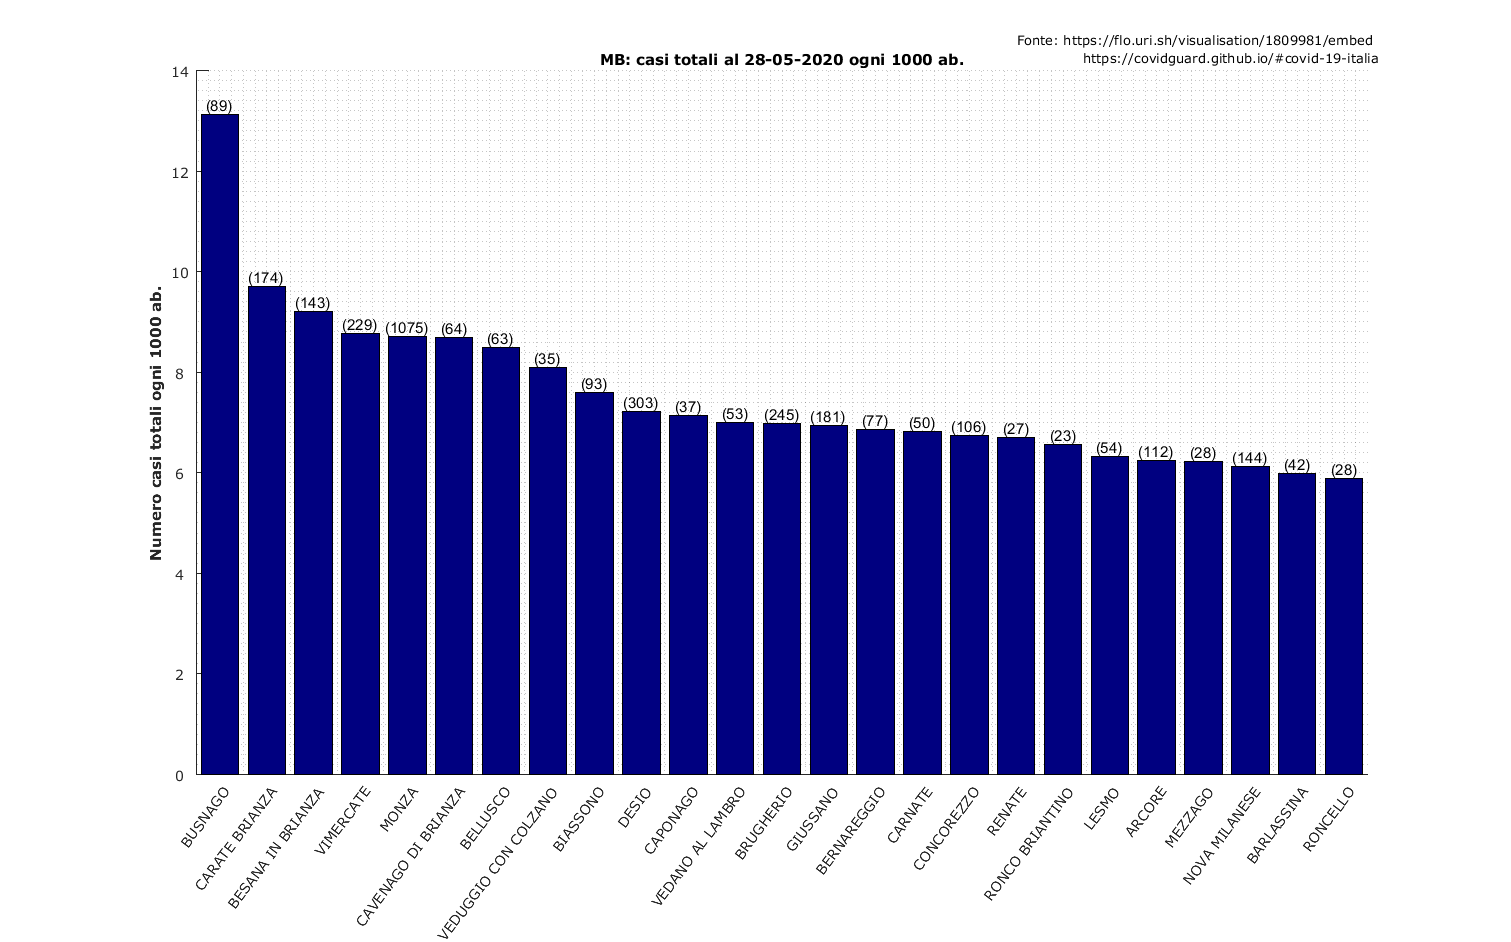 Fonte: https://flo.uri.sh/visualisation/1809981/embed
https://covidguard.github.io/#covid-19-italia
MB: casi totali al 28-05-2020 ogni 1000 ab.
Numero casi totali ogni 1000 ab.
14
12
10
8
6
4
2
0
(89)
(174)
(143)
(229)
(1075)
(64)
(63)
(35)
(93)
(303)
(37)
(53)
(245)
(181)
(77)
(50)
(106)
(27)
(23)
(54)
(112)
(28)
(144)
(42)
(28)
BUSNAGO
CARATE BRIANZA
BESANA IN BRIANZA
VIMERCATE
MONZA
CAVENAGO DI BRIANZA
BELLUSCO
VEDUGGIO CON COLZANO
BIASSONO
DESIO
CAPONAGO
VEDANO AL LAMBRO
BRUGHERIO
GIUSSANO
BERNAREGGIO
CARNATE
CONCOREZZO
RENATE
RONCO BRIANTINO
LESMO
ARCORE
MEZZAGO
NOVA MILANESE
BARLASSINA
RONCELLO